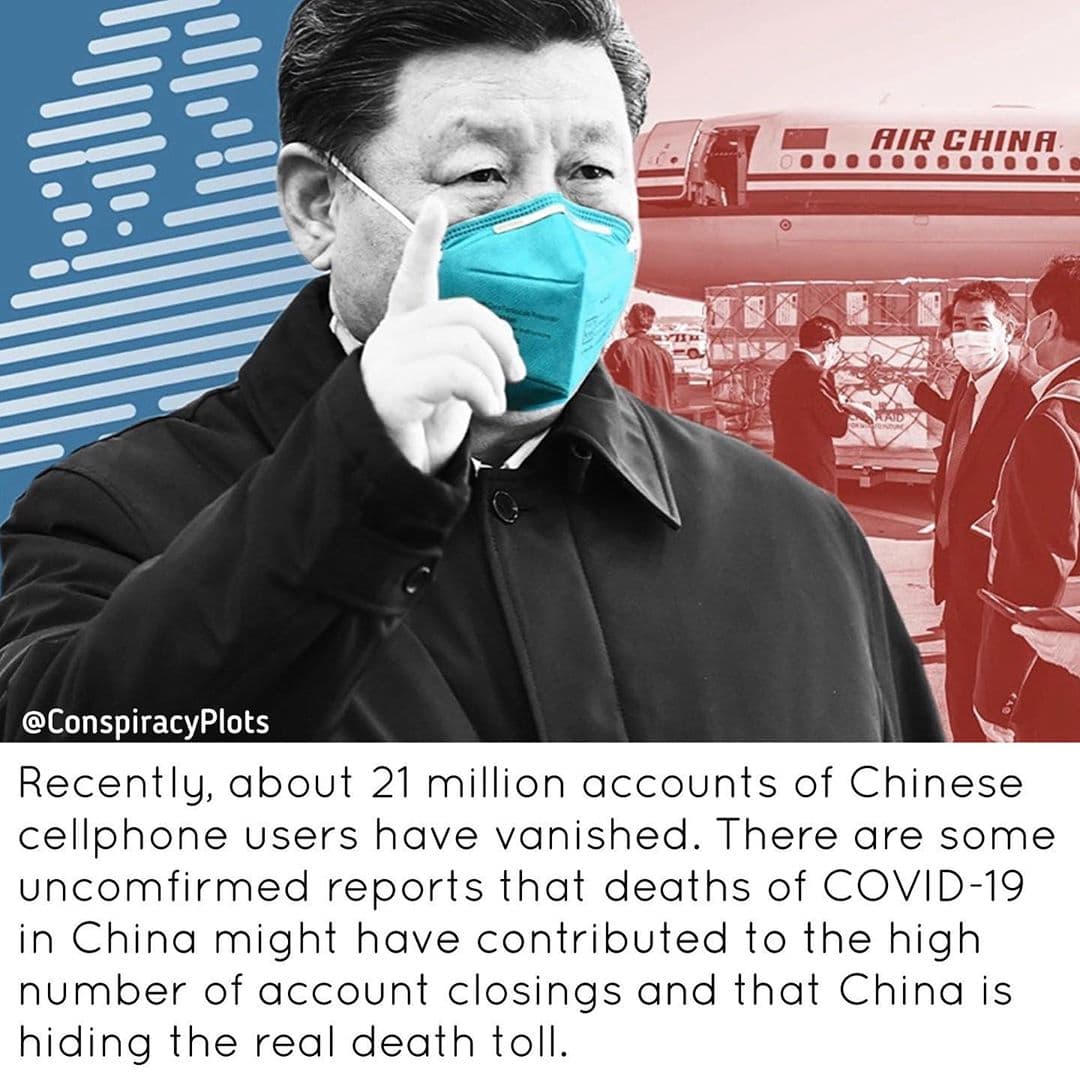 AIR CHINA
AID
@ConspiracyPlots
Recently, about 21 million accounts of Chinese
cellphone users have vanished. There are some
uncomfirmed reports that deaths of COVID-19
in China might have contributed to the high
number of account closings and that China is
hiding the real death toll.